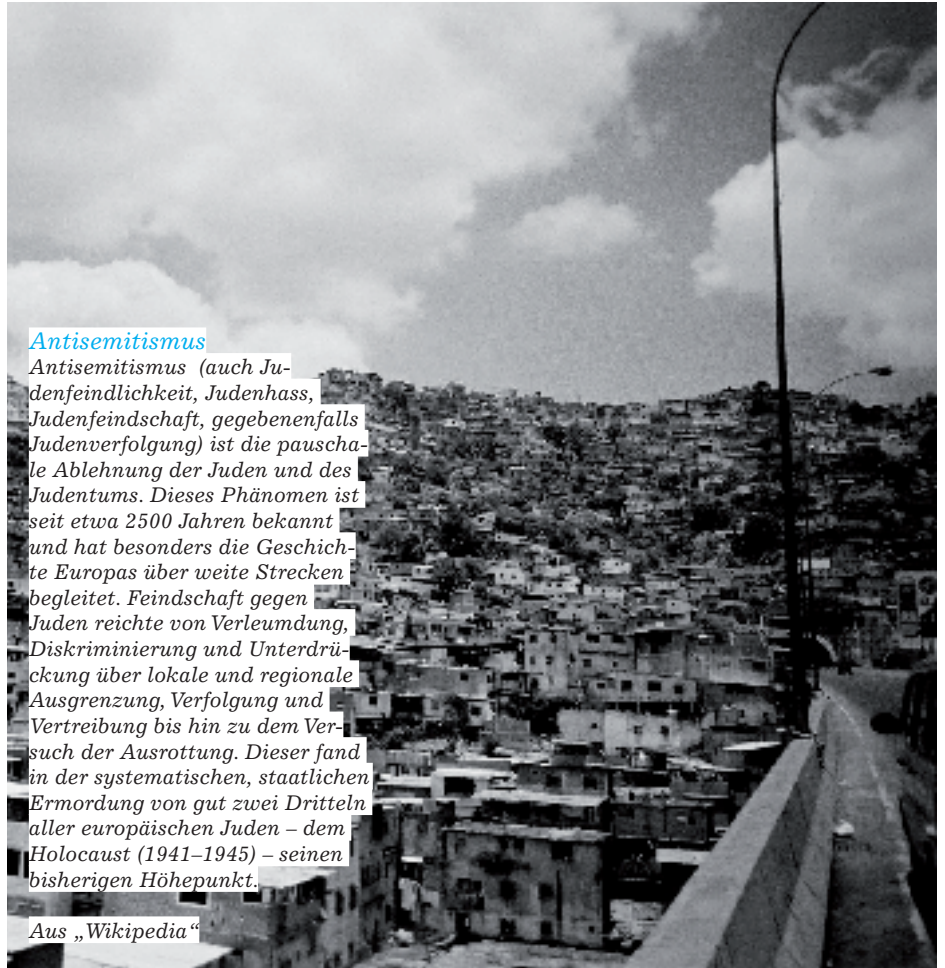 Antisemitismus
Antisemitismus  (auch Ju-
denfeindlichkeit, Judenhass,
Judenfeindschaft, gegebenenfalls
Judenverfolgung) ist die pauscha-
le Ablehnung der Juden und des
Judentums. Dieses Phänomen ist
seit etwa 2500 Jahren bekannt
und hat besonders die Geschich-
te Europas über weite Strecken
begleitet. Feindschaft gegen
Juden reichte von Verleumdung,
Diskriminierung und Unterdrü-
ckung über lokale und regionale
Ausgrenzung, Verfolgung und
Vertreibung bis hin zu dem Ver-
such der Ausrottung. Dieser fand
in der systematischen, staatlichen
Ermordung von gut zwei Dritteln
aller europäischen Juden – dem
Holocaust (1941–1945) – seinen
bisherigen Höhepunkt.
Aus „Wikipedia“